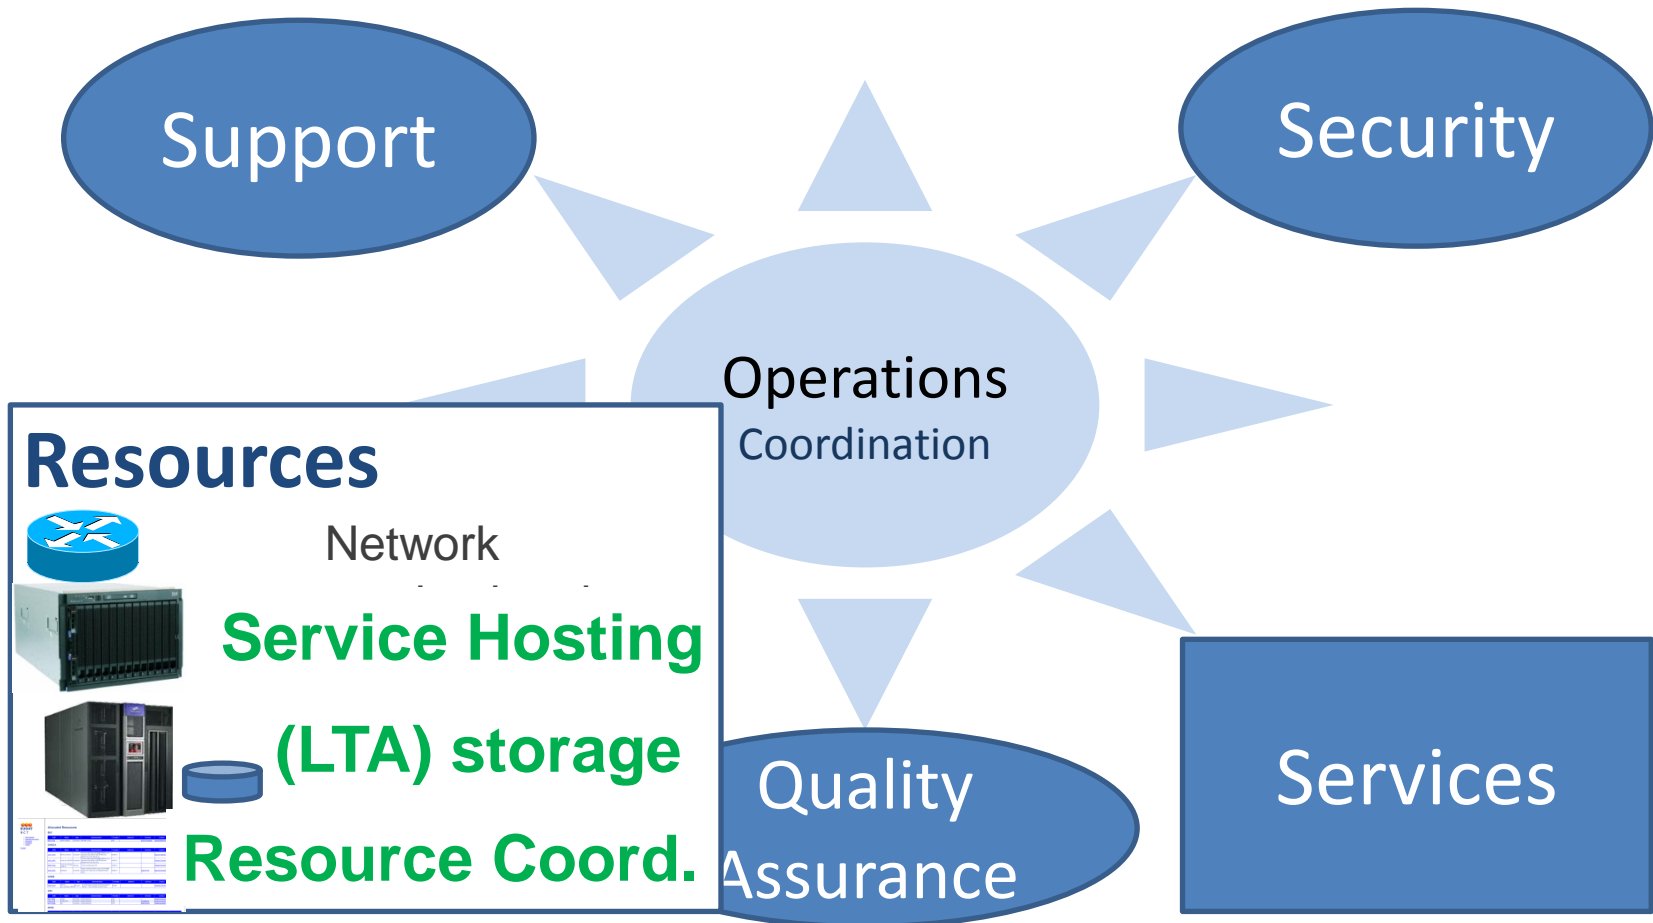 Support
Security
Operations
Coordination
Resources
Network
Service Hosting
(LTA) storage
Resource Coord.
Quality
Assurance
Services